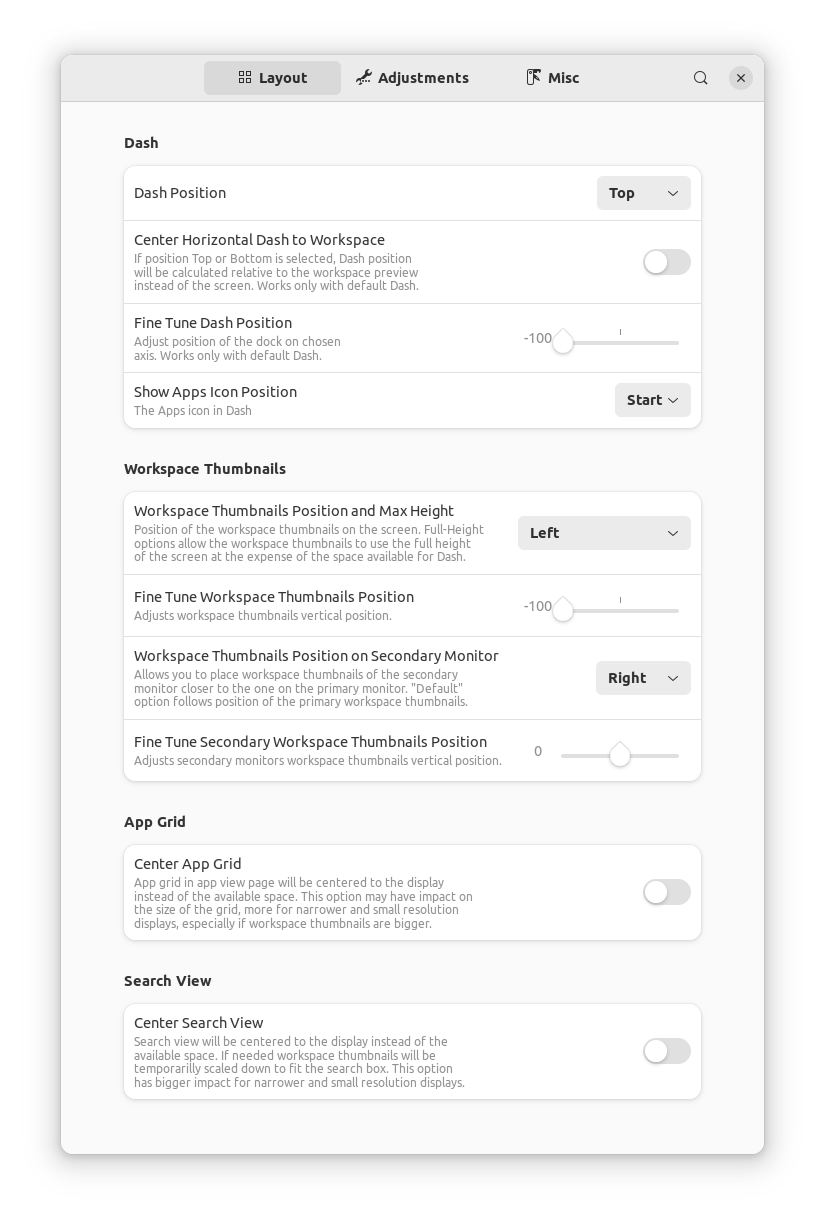 Layout
Adjustments
Misc
Dash
Dash Position
Top
Center Horizontal Dash to Workspace
If position Top or Bottom is selected, Dash position
will be calculated relative to the workspace preview
instead of the screen. Works only with default Dash.
Fine Tune Dash Position
Adjust position of the dock on chosen
axis. Works only with default Dash.
-100
Show Apps Icon Position
The Apps icon in Dash
Start
Workspace Thumbnails
Workspace Thumbnails Position and Max Height
Position of the workspace thumbnails on the screen. Full-Height
options allow the workspace thumbnails to use the full height
of the screen at the expense of the space available for Dash.
Left
Fine Tune Workspace Thumbnails Position
Adjusts workspace thumbnails vertical position.
-100
Workspace Thumbnails Position on Secondary Monitor
Allows you to place workspace thumbnails of the secondary
monitor closer to the one on the primary monitor. "Default"
option follows position of the primary workspace thumbnails.
Right
Fine Tune Secondary Workspace Thumbnails Position
Adjusts secondary monitors workspace thumbnails vertical position.
0
App Grid
Center App Grid
App grid in app view page will be centered to the display
instead of the available space. This option may have impact on
the size of the grid, more for narrower and small resolution
displays, especially if workspace thumbnails are bigger.
Search View
Center Search View
Search view will be centered to the display instead of the
available space. If needed workspace thumbnails will be
temporarilly scaled down to fit the search box. This option
has bigger impact for narrower and small resolution displays.